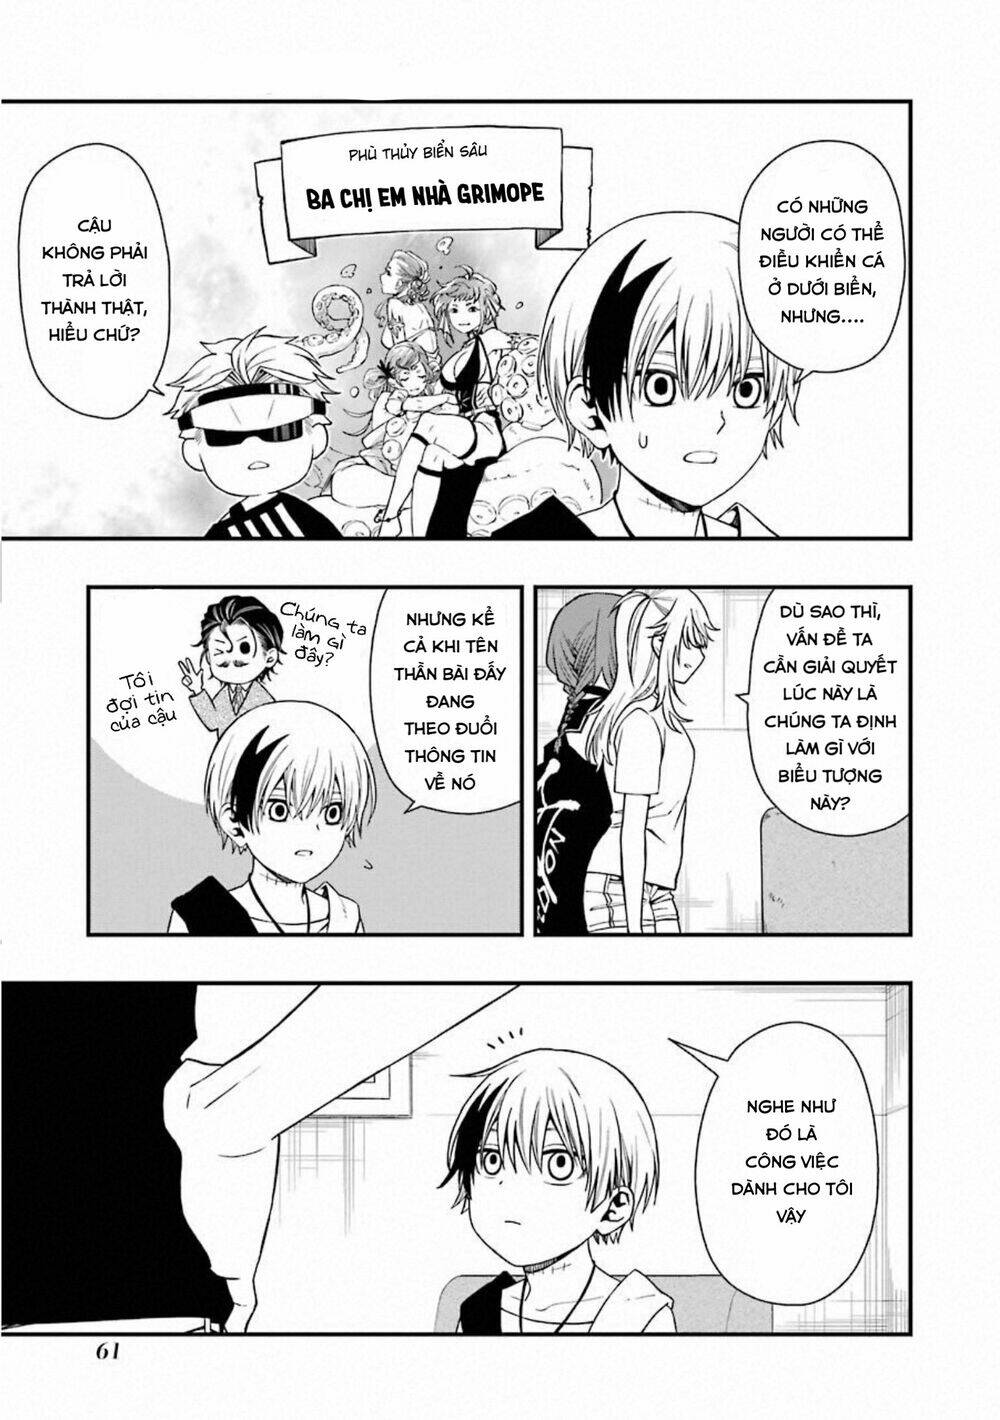 CÓ NHỮNG
NGƯỜI CÓ THỂ
ĐIỀU KHIỂN CÁ
Ở DƯỚI BIỂN,
NHƯNG....
PHÙ THỦY BIỂN SÂU
BA CHỊ EM NHÀ GRIMOPE
CẬU
KHÔNG PHẢI
TRẢ LỜI
THÀNH THẬT,
HIỂU CHỨ?
DÙ SAO THÌ,
VẤN ĐỀ TA
CẦN GIẢI QUYẾT
LÚC NÀY LÀ
CHÚNG TA ĐỊNH
LÀM GÌ VỚI
BIỂU TƯỢNG
NÀY?
NHƯNG KỂ
CẢ KHI TÊN
THẦN BÀI ĐẤY
ĐANG
THEO ĐUỔI
THÔNG TIN
VỀ NÓ
Chúng ta
làm gì
đây?
Tôi
đợi tin
của cậu
NGHE NHƯ
ĐÓ LÀ
CÔNG VIỆC
DÀNH CHO TÔI
VẬY
61